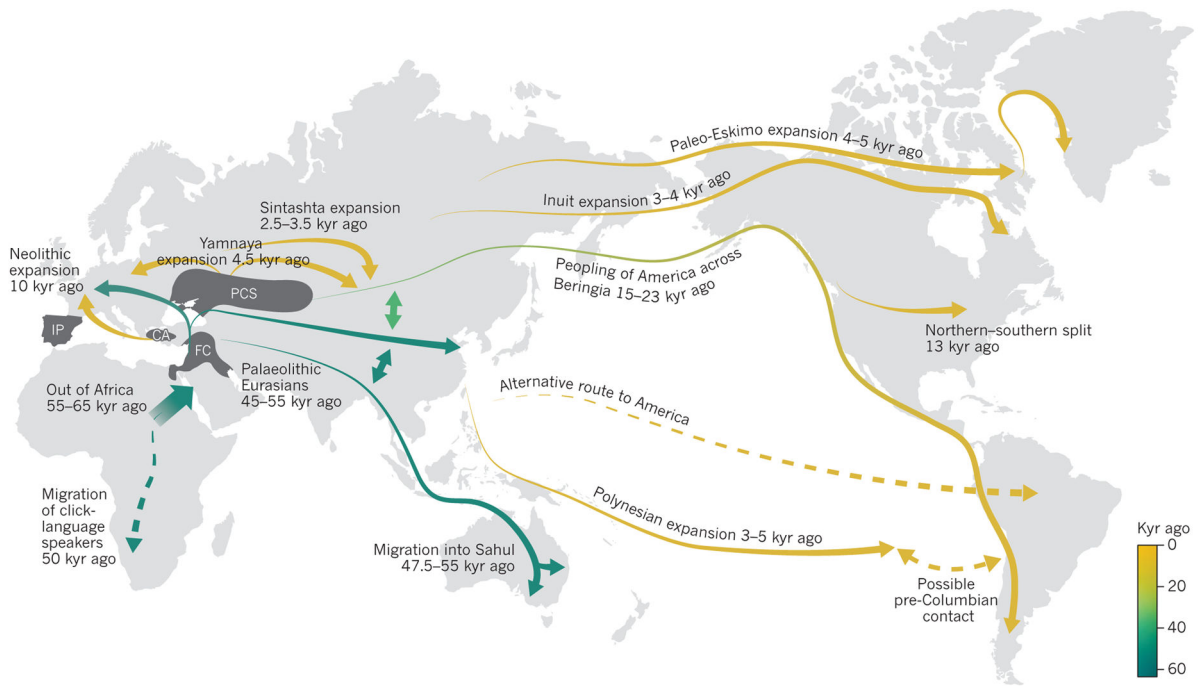 Paleo-Eskimo expansion 4–5 kyr ago
Inuit expansion 3–4 kyr ago
Sintashta expansion
2.5–3.5 kyr ago
Yamnaya
expansion 4.5 kyr ago
Neolithic
expansion
10 kyr ago
Peopling of America across
Beringia 15–23 kyr ago
PCS
IP
CA
FC
Northern–southern split
13 kyr ago
Palaeolithic
Eurasians
45–55 kyr ago
Out of Africa
55–65 kyr ago
Alternative route to America
Migration
of click-
language
speakers
50 kyr ago
Polynesian expansion 3–5 kyr ago
Migration into Sahul
47.5–55 kyr ago
Possible
pre-Columbian
contact
Kyr ago
0
20
40
60